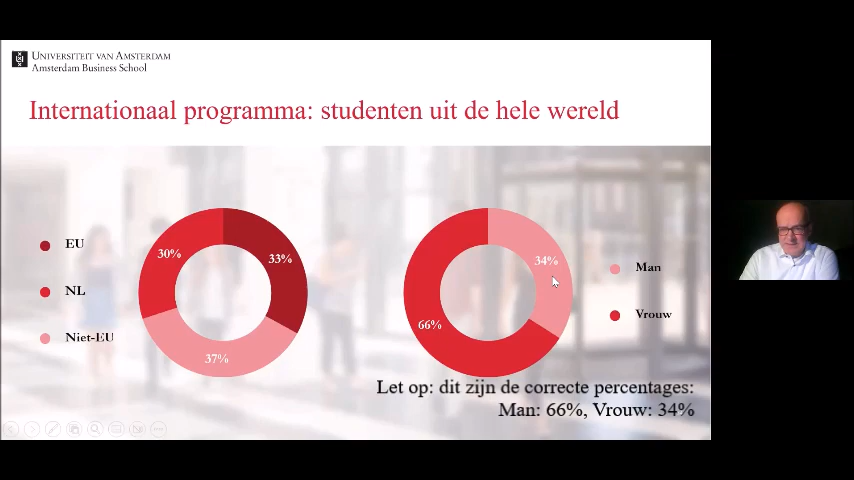 UNIVERSITEIT VAN AMSTERDAM
Amsterdam Business School
Internationaal programma: studenten uit de hele wereld
EU
NL
Niet-EU
30%
33%
37%
34%
66%
Man
Vrouw
Let op: dit zijn de correcte percentages:
Man: 66%, Vrouw: 34%